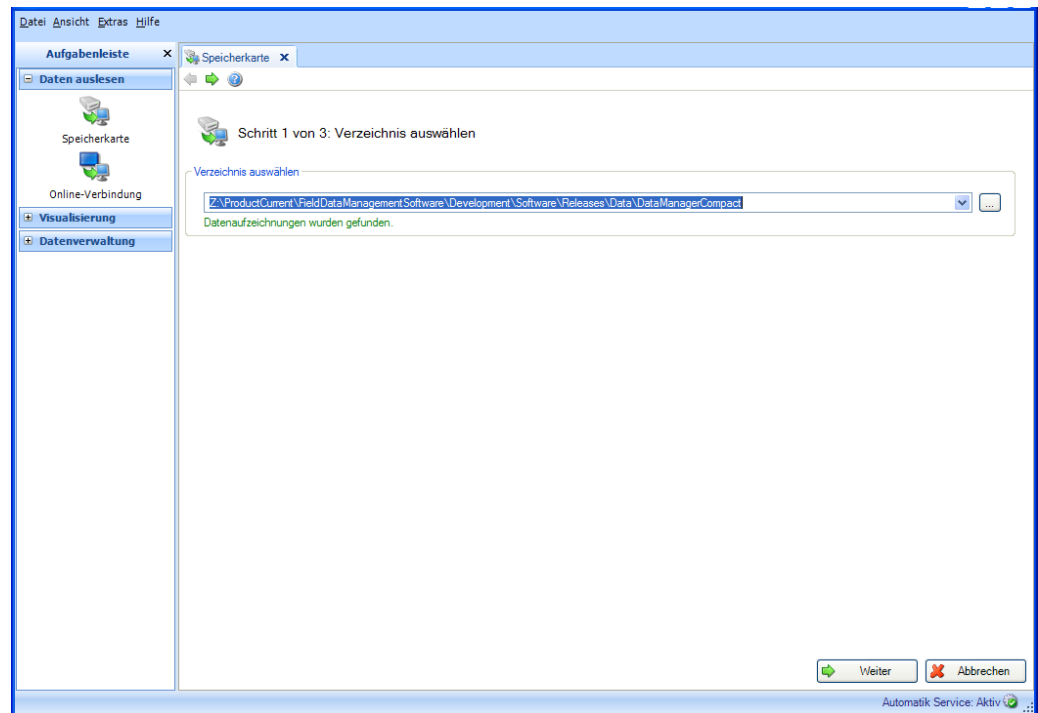 Datei Ansicht Extras Hilfe
Aufgabenleiste
Daten auslesen
Speicherkarte
Online-Verbindung
Visualisierung
Datenverwaltung
Speicherkarte
Schritt 1 von 3: Verzeichnis auswählen
Verzeichnis auswählen
Z:\ProductCurrent\FieldDataManagementSoftware\Development\Software\Releases\Data\DataManagerCompact
...
Datenaufzeichnungen wurden gefunden.
Weiter
Abbrechen
Automatik Service: Aktiv